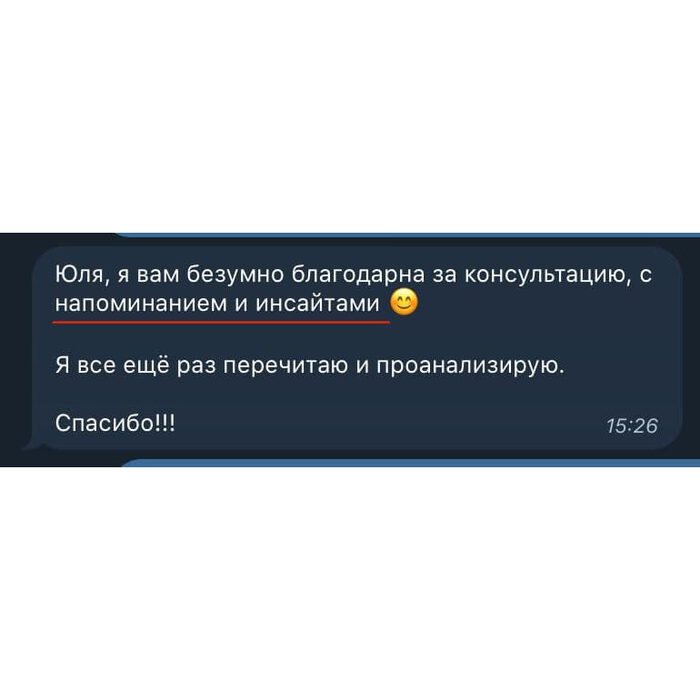 Юля, я вам безумно благодарна за консультацию, с
напоминанием и инсайтами 😊
Я все ещё раз перечитаю и проанализирую.
Спасибо!!!
15:26